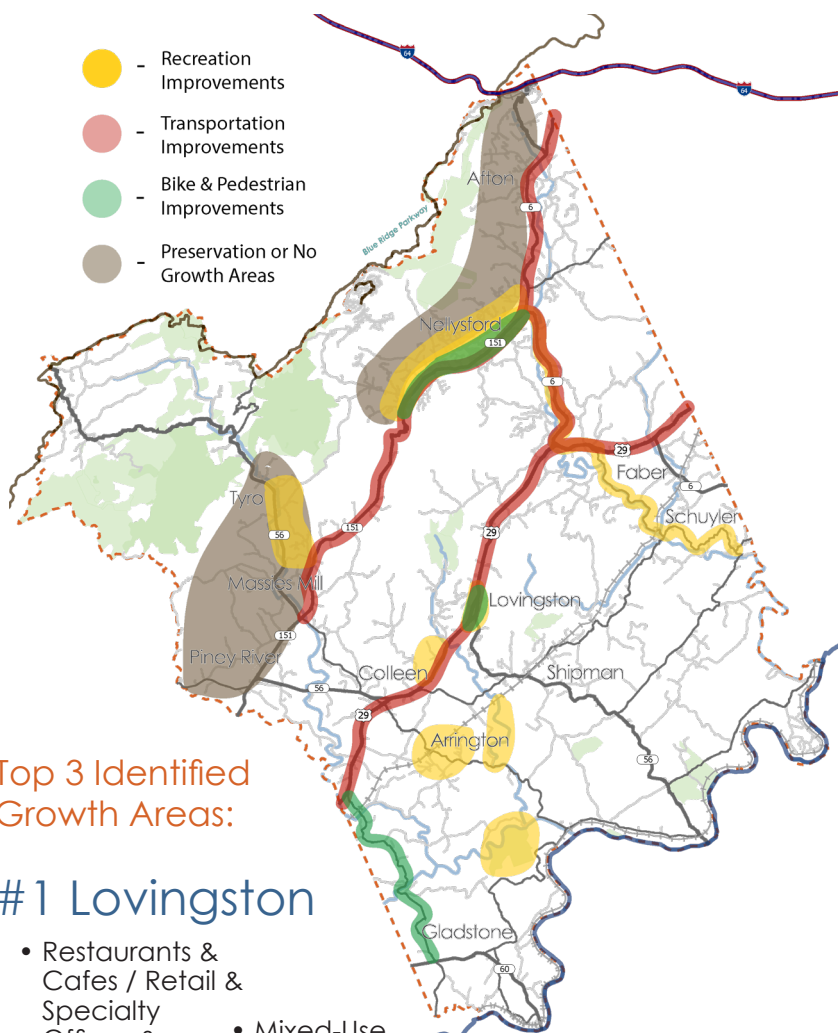 Recreation
Improvements
Transportation
Improvements
Bike & Pedestrian
Improvements
Preservation or No
Growth Areas
64
64
Afton
6
Blue Ridge Parkway
Nellysford
151
6
29
Faber
6
Tyro
Schuyler
56
151
29
Massies Mill
Lovingston
151
Piney River
Colleen
Shipman
56
29
Arrington
56
Top 3 Identified
Growth Areas:
#1 Lovingston
Gladstone
60
• Restaurants &
Cafes / Retail &
Specialty
• Mixed-Use